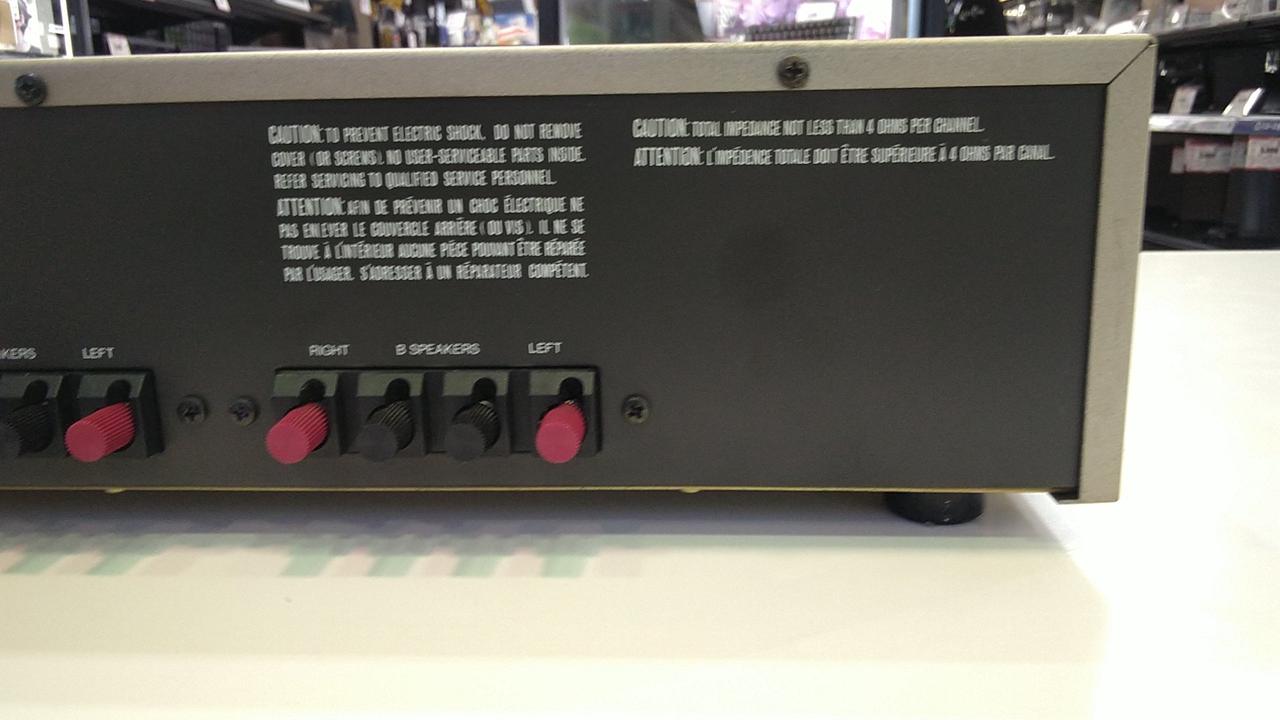 CAUTION: TO PREVENT ELECTRIC SHOCK, DO NOT REMOVE
COVER (OR SCREWS). NO USER-SERVICEABLE PARTS INSIDE.
REFER SERVICING TO QUALIFIED SERVICE PERSONNEL.
ATTENTION: AFIN DE PRÉVENIR UN CHOC ÉLECTRIQUE NE
PAS ENLEVER LE COUVERCLE ARRIÈRE (OU VIS). IL NE SE
TROUVE À L'INTÉRIEUR AUCUNE PIÈCE POUVANT ÊTRE RÉPARÉE
PAR L'USAGER. S'ADRESSER À UN RÉPARATEUR COMPÉTENT.
CAUTION: TOTAL IMPEDANCE NOT LESS THAN 4 OHMS PER CHANNEL.
ATTENTION: L'IMPÉDENCE TOTALE DOIT ÊTRE SUPÉRIEURE À 4 OHMS PAR CANAL.
KERS LEFT
RIGHT B SPEAKERS LEFT